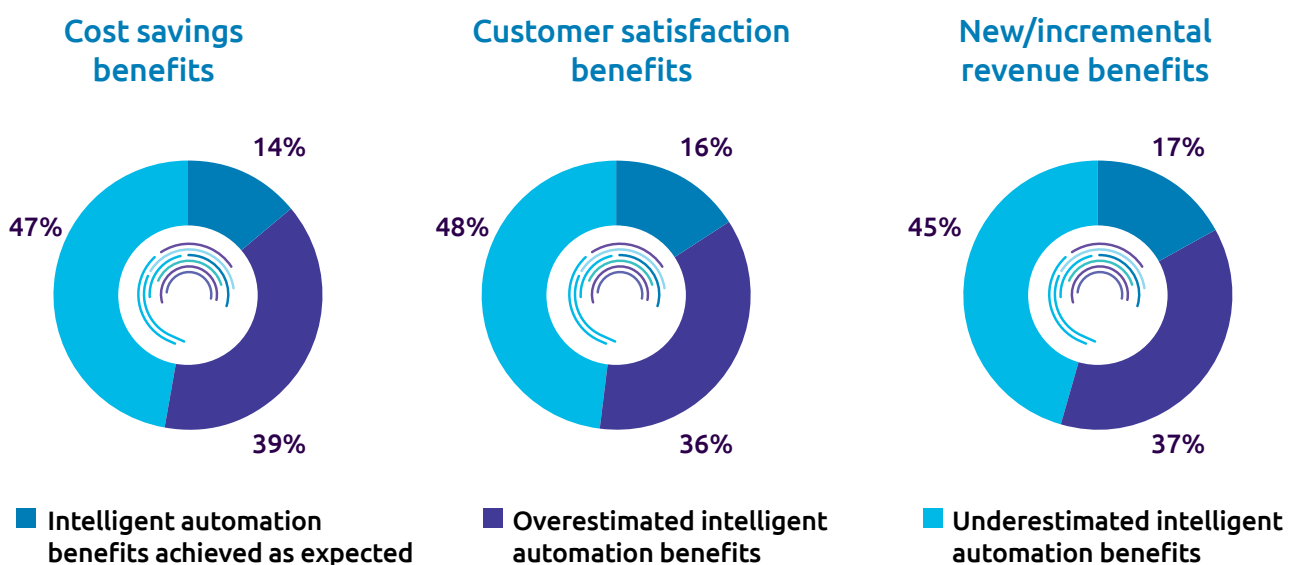 Cost savings
benefits
Customer satisfaction
benefits
New/incremental
revenue benefits
14%
47%
39%
16%
48%
36%
17%
45%
37%
Intelligent automation
benefits achieved as expected
Overestimated intelligent
automation benefits
Underestimated intelligent
automation benefits